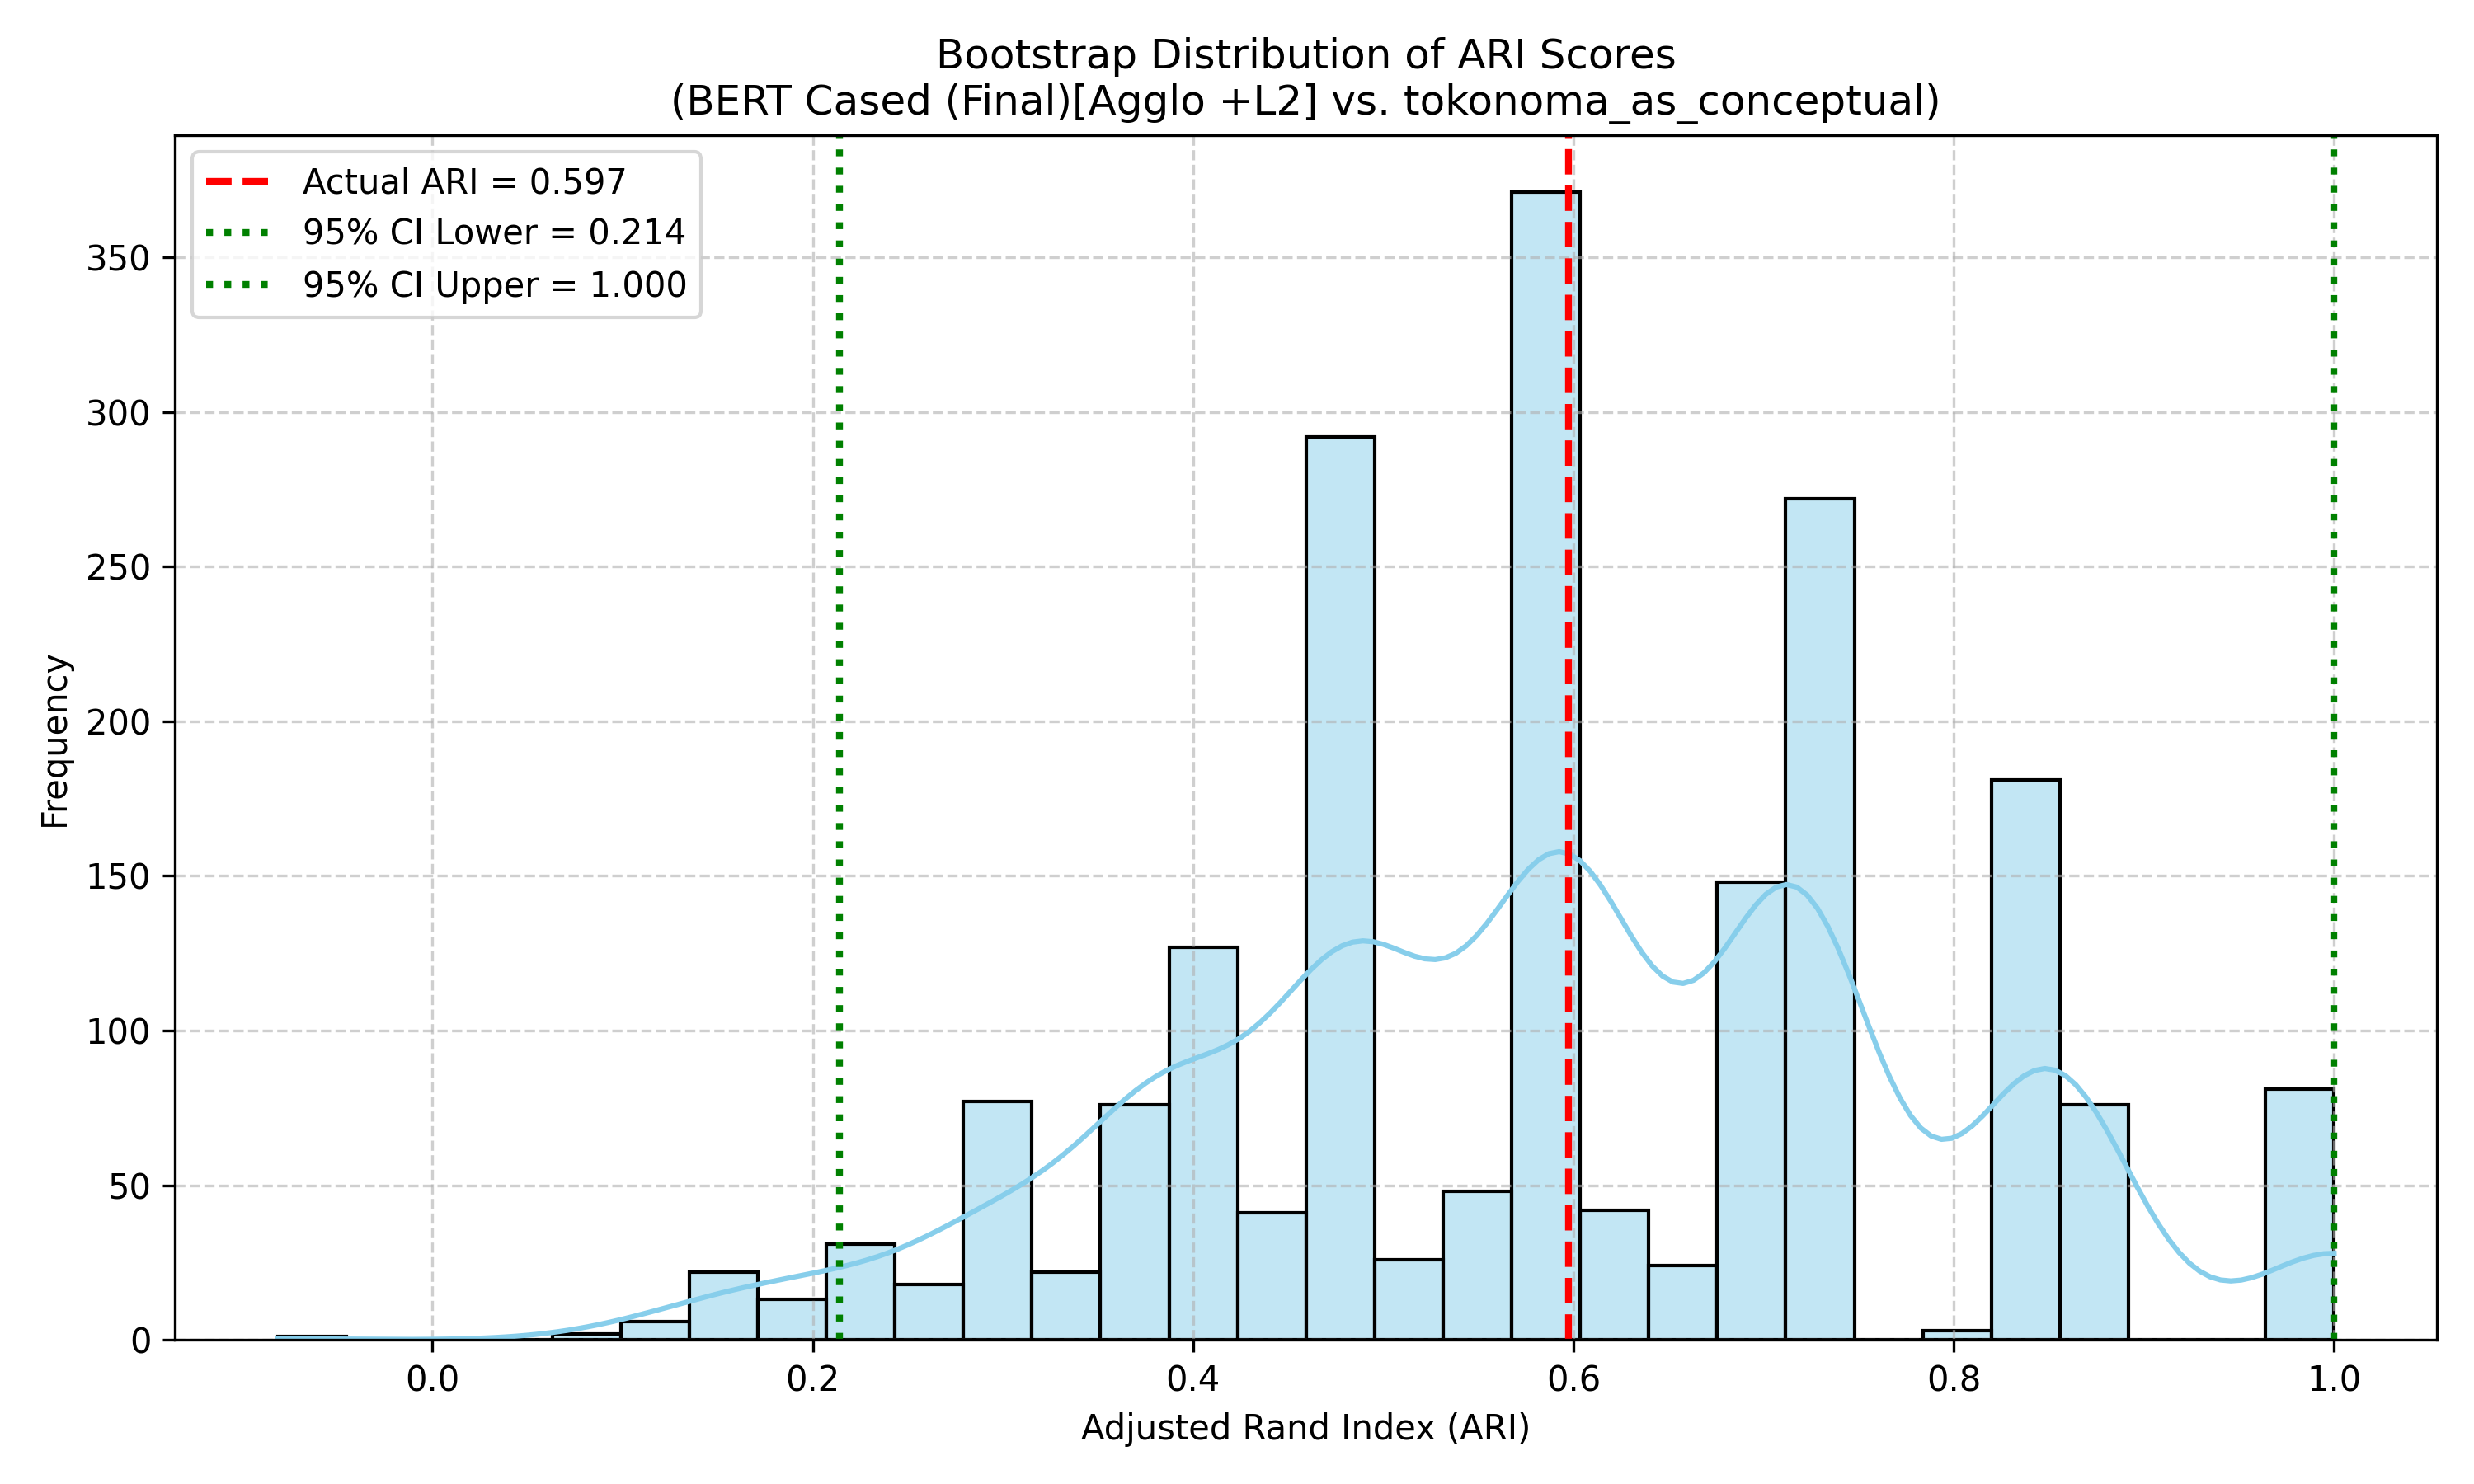 Bootstrap Distribution of ARI Scores
(BERT Cased (Final)[Agglo +L2] vs. tokonoma_as_conceptual)
Actual ARI = 0.597
95% CI Lower = 0.214
95% CI Upper = 1.000
Frequency
350
300
250
200
150
100
50
0
0.0 0.2 0.4 0.6 0.8 1.0
Adjusted Rand Index (ARI)